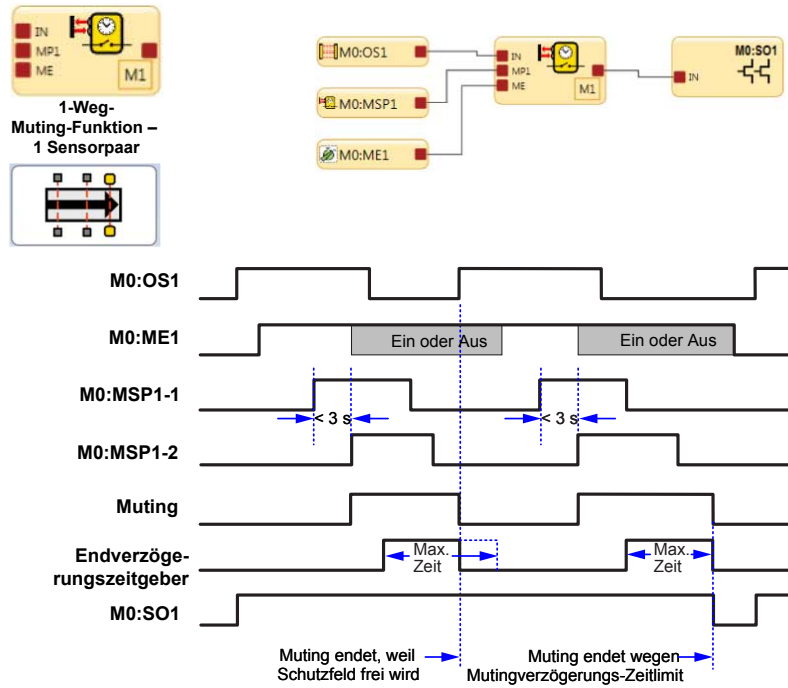 IN
MP1
ME
M1
1-Weg-
Muting-Funktion –
1 Sensorpaar
M0:OS1
M0:MSP1
M0:ME1
IN
MP1
ME
M1
M0:SO1
IN
M0:OS1
M0:ME1
Ein oder Aus
Ein oder Aus
M0:MSP1-1
< 3 s
< 3 s
M0:MSP1-2
Muting
Endverzöge-
rungszeitgeber
Max.
Zeit
Max.
Zeit
M0:SO1
Muting endet, weil
Schutzfeld frei wird
Muting endet wegen
Mutingverzögerungs-Zeitlimit